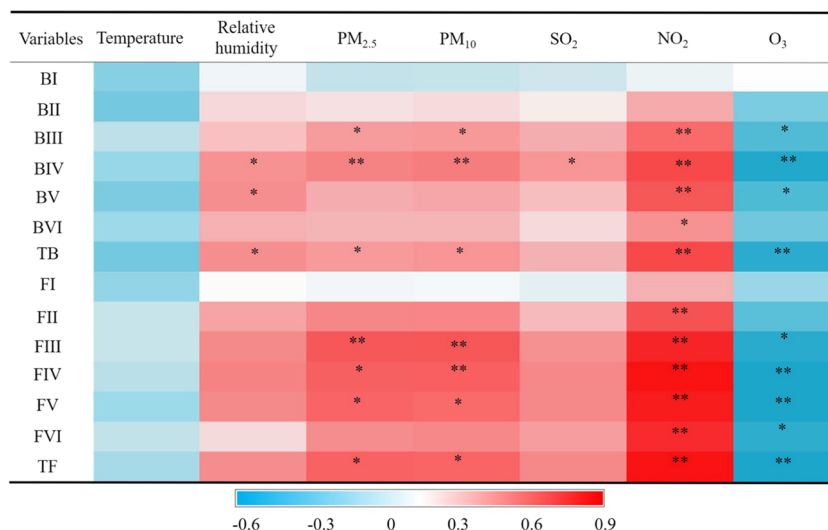 Variables Temperature Relative humidity PM2.5 PM10 SO2 NO2 O3
BI
BII
BIII * * ** *
BIV * ** ** * ** **
BV * ** *
BVI *
TB * * * ** **
FI
FII **
FIII ** ** ** *
FIV * ** ** **
FV * * ** **
FVI ** *
TF * * ** **
-0.6 -0.3 0 0.3 0.6 0.9